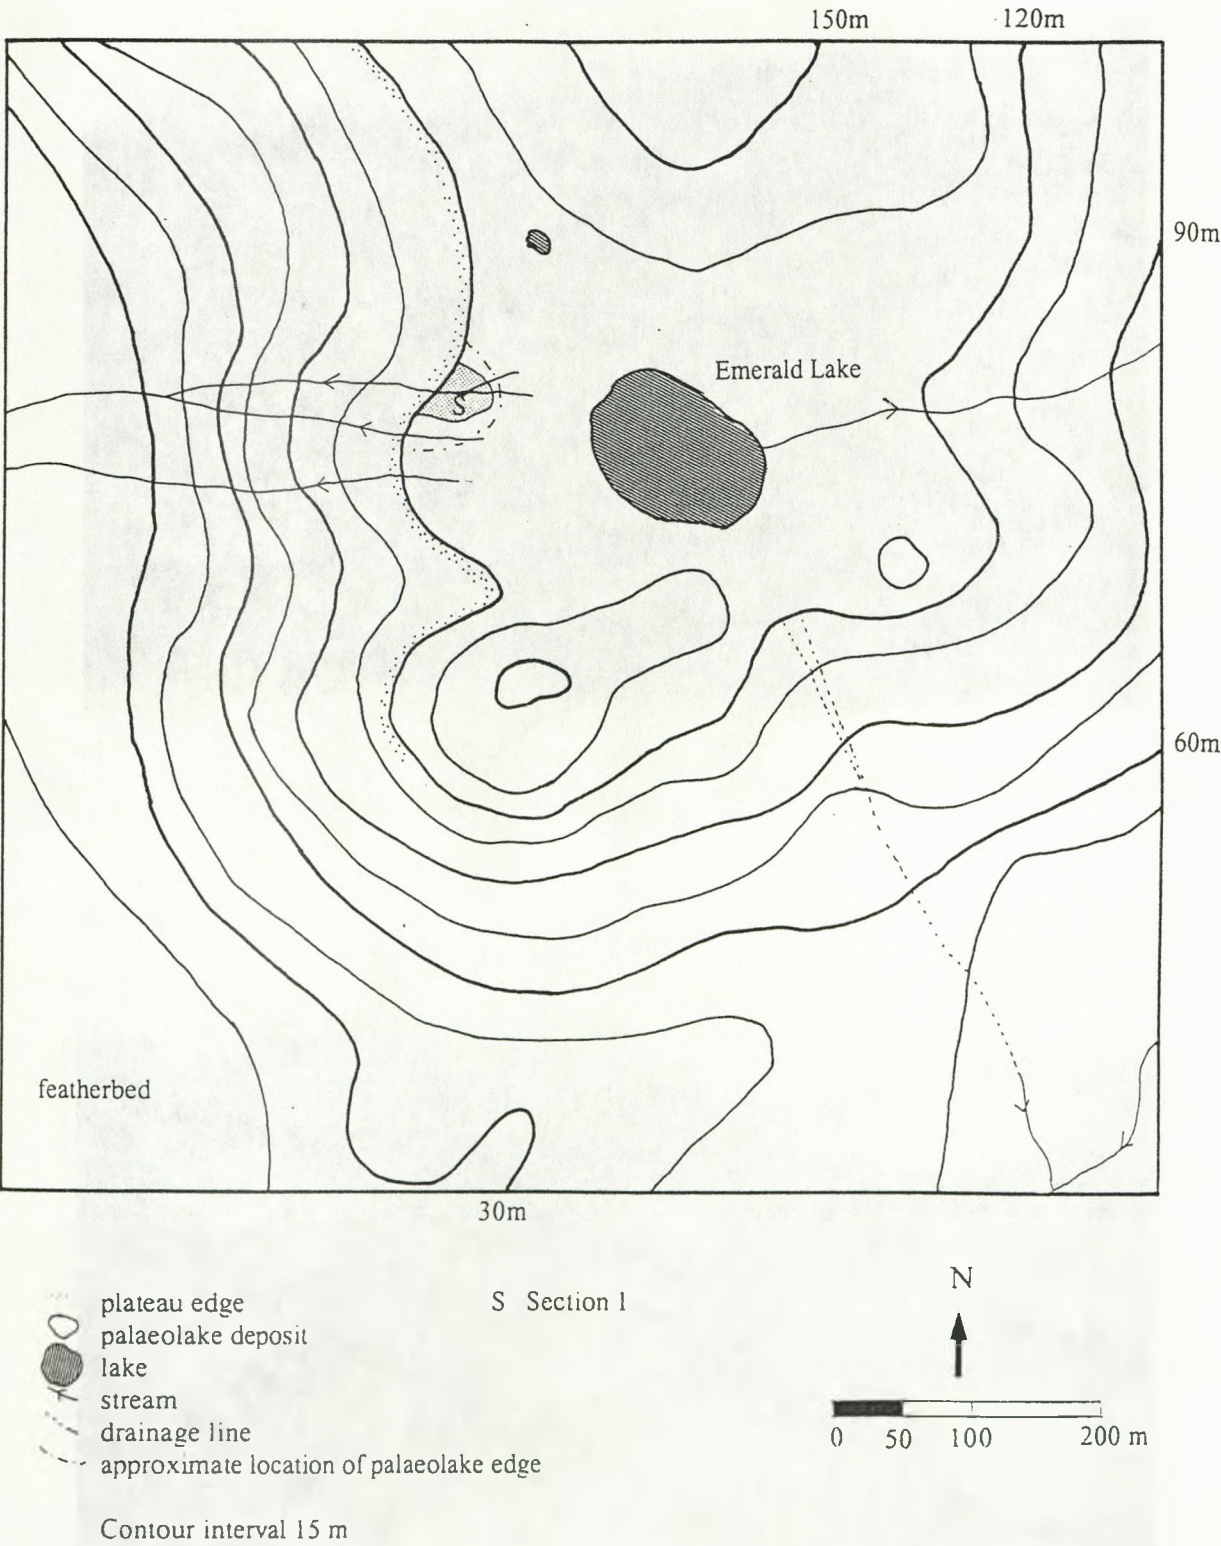 150m 120m
90m
Emerald Lake
S
60m
featherbed
30m
plateau edge S Section 1
palaeolake deposit
lake
stream
drainage line
approximate location of palaeolake edge
N
0 50 100 200 m
Contour interval 15 m